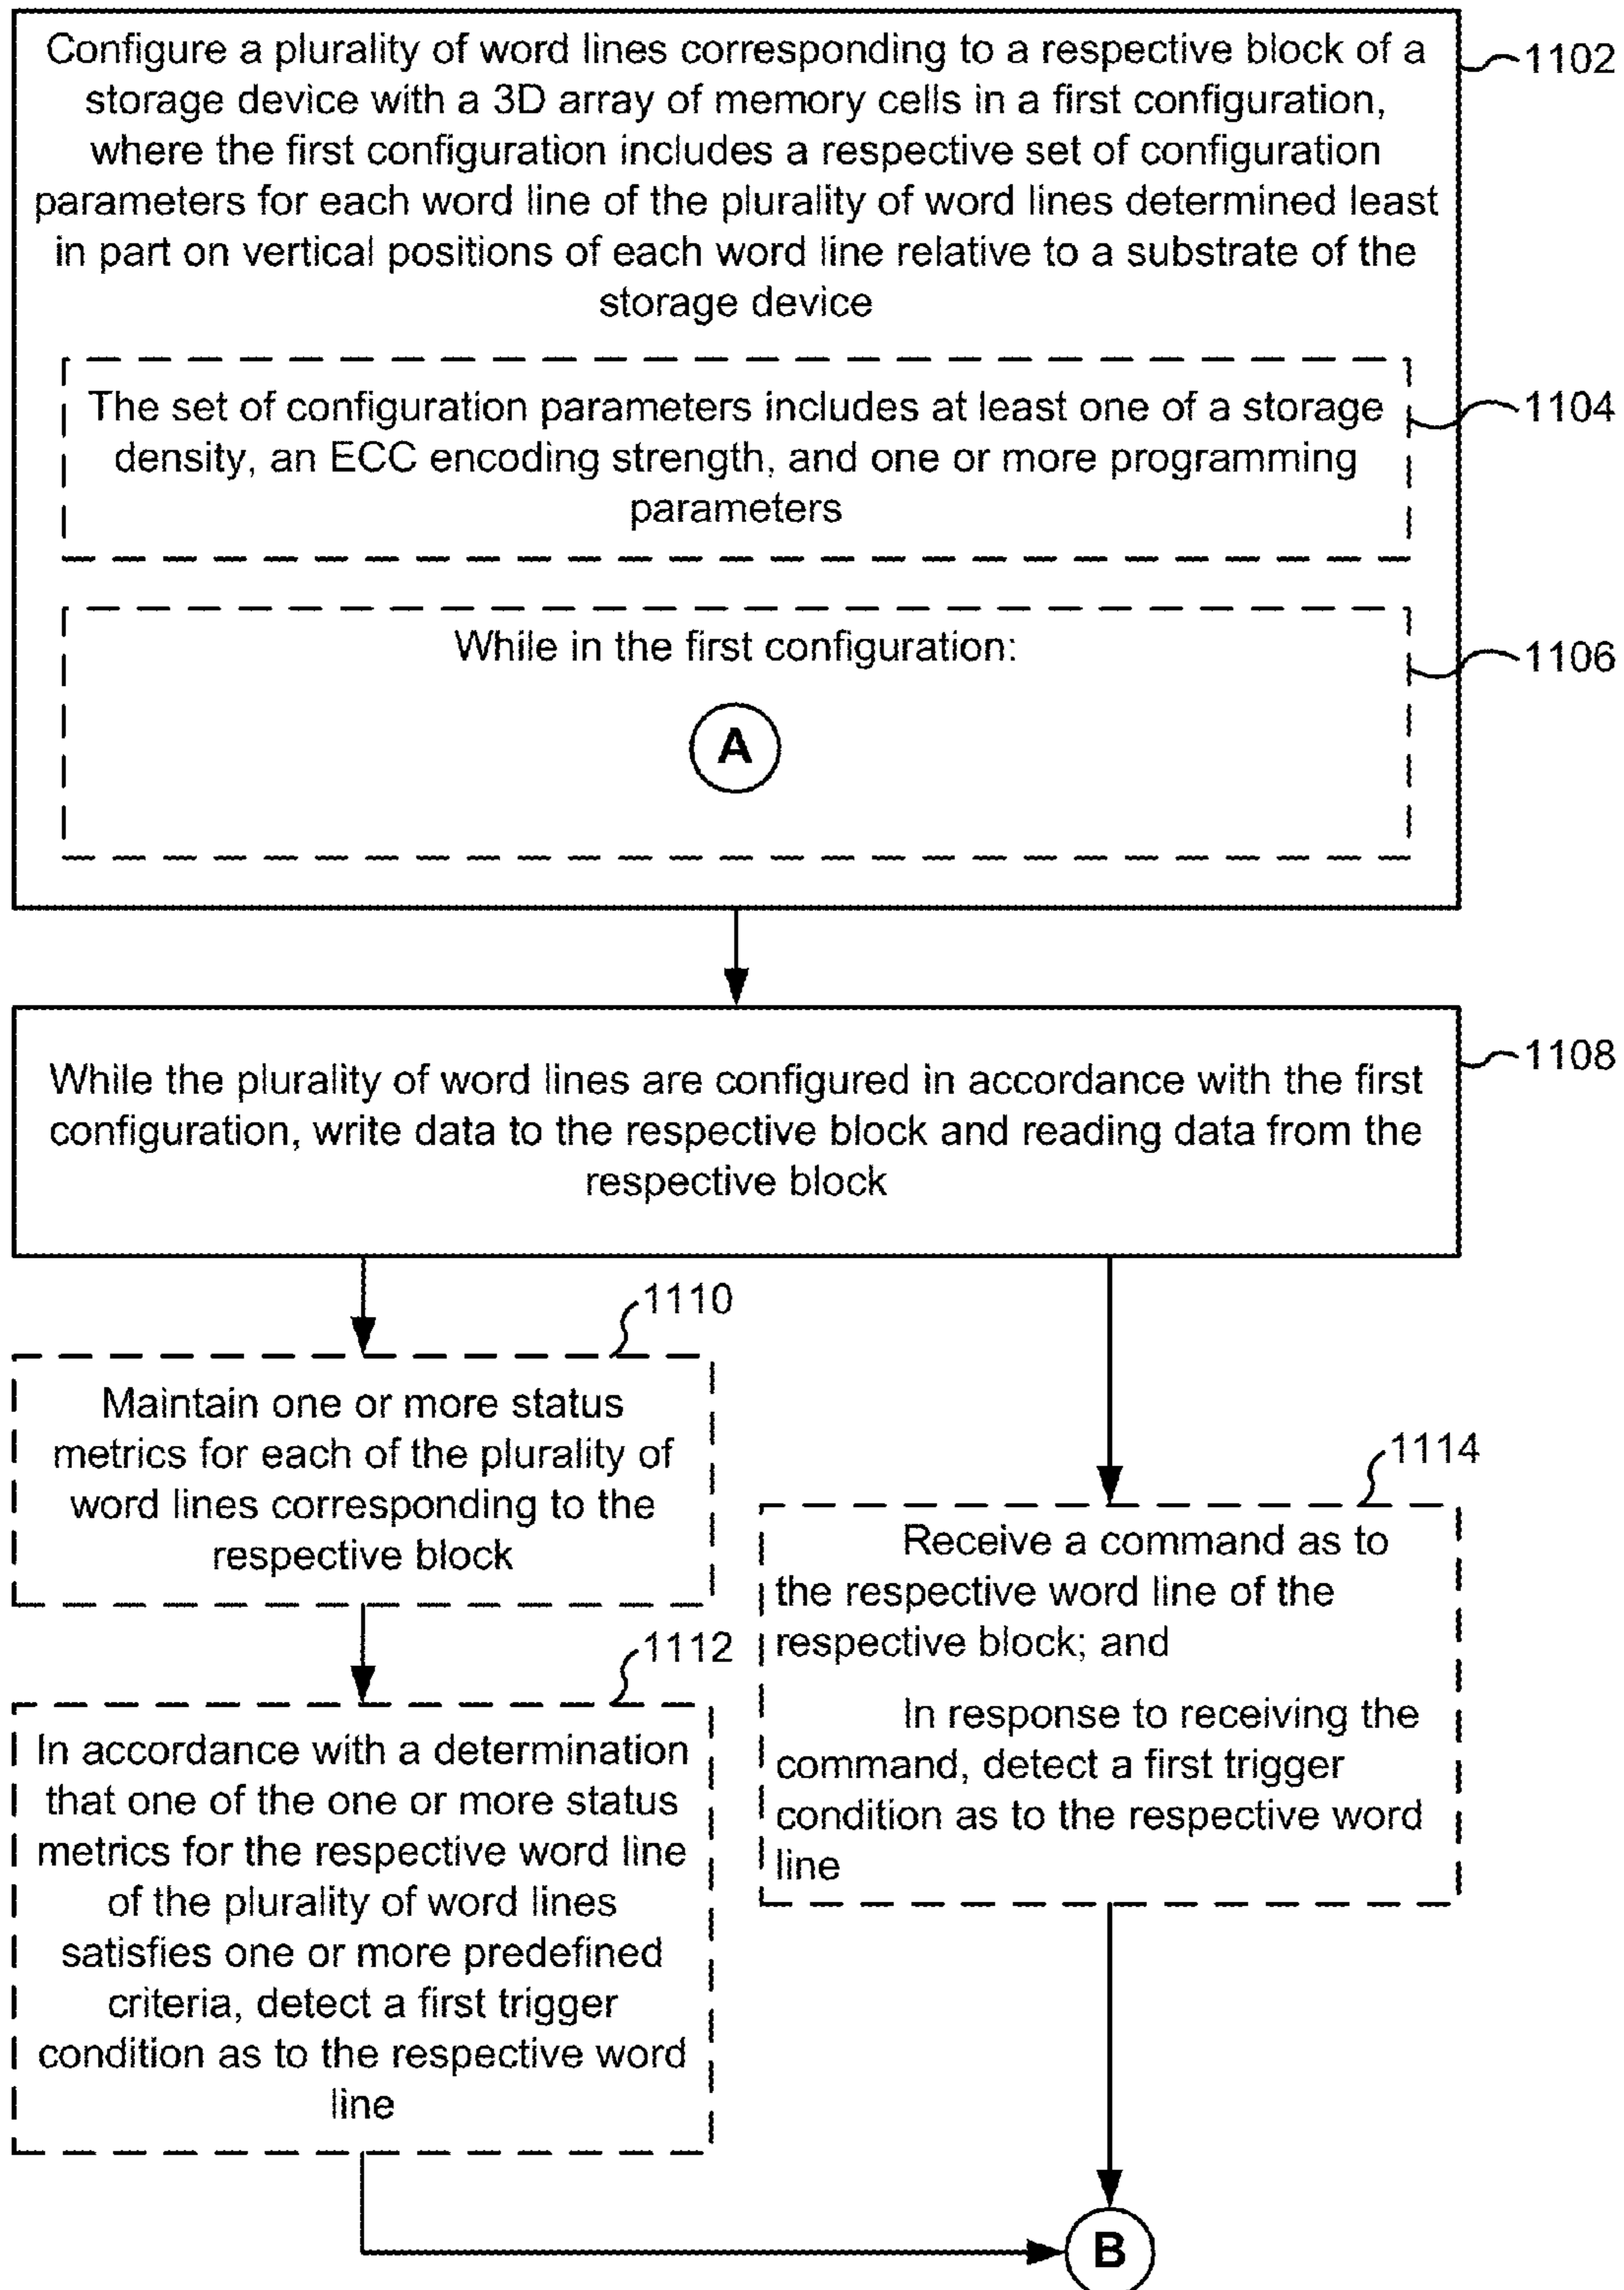 Configure a plurality of word lines corresponding to a respective block of a
storage device with a 3D array of memory cells in a first configuration,
where the first configuration includes a respective set of configuration
parameters for each word line of the plurality of word lines determined least
in part on vertical positions of each word line relative to a substrate of the
storage device
1102
The set of configuration parameters includes at least one of a storage
density, an ECC encoding strength, and one or more programming
parameters
1104
While in the first configuration:
1106
A
While the plurality of word lines are configured in accordance with the first
configuration, write data to the respective block and reading data from the
respective block
1108
1110
Maintain one or more status
metrics for each of the plurality of
word lines corresponding to the
respective block
1112
In accordance with a determination
that one of the one or more status
metrics for the respective word line
of the plurality of word lines
satisfies one or more predefined
criteria, detect a first trigger
condition as to the respective word
line
1114
Receive a command as to
the respective word line of the
respective block; and
In response to receiving the
command, detect a first trigger
condition as to the respective word
line
B